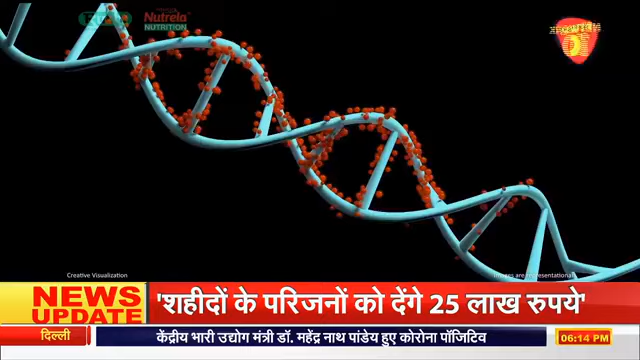 Nutrela
NUTRITION
Creative Visualization
Images are representational
NEWS
UPDATE
'शहीदों के परिजनों को देंगे 25 लाख रुपये'
दिल्ली
केंद्रीय भारी उद्योग मंत्री डॉ. महेंद्र नाथ पांडेय हुए कोरोना पॉजिटिव
06:14 PM